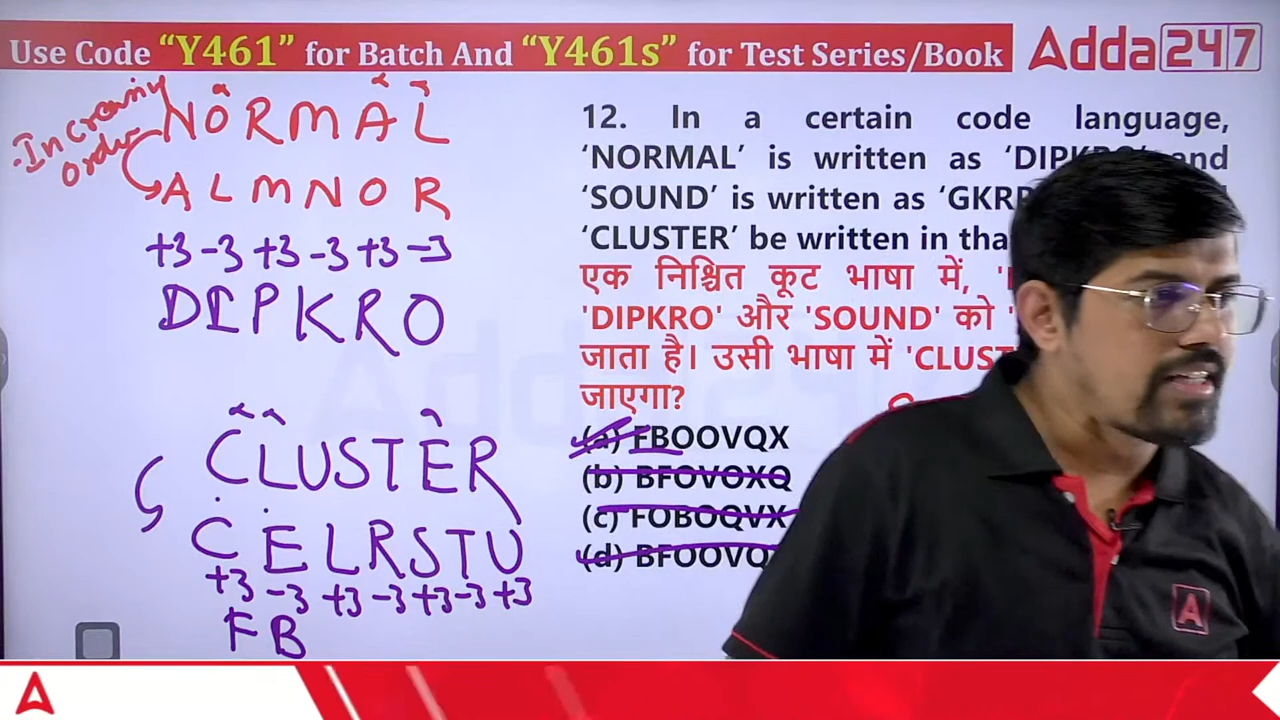 Use Code “Y461” for Batch And “Y461s” for Test Series/Book
Adda247
Increasing
order
NORMAL
ALMNOR
+3 -3 +3 -3 +3 -3
DIPKRO
CLUSTER
CELRSTU
+3 -3 +3 -3 +3 -3 +3
FB
12. In a certain code language,
‘NORMAL’ is written as ‘DIPKRO’ and
‘SOUND’ is written as ‘GKR
‘CLUSTER’ be written in tha
एक निश्चित कूट भाषा में,
'DIPKRO' और 'SOUND' को '
जाता है। उसी भाषा में 'CLUST
जाएगा?
(a) FBOOVQX
(b) BFOVOXQ
(c) FOBOQVX
(d) BFOOVQ
A